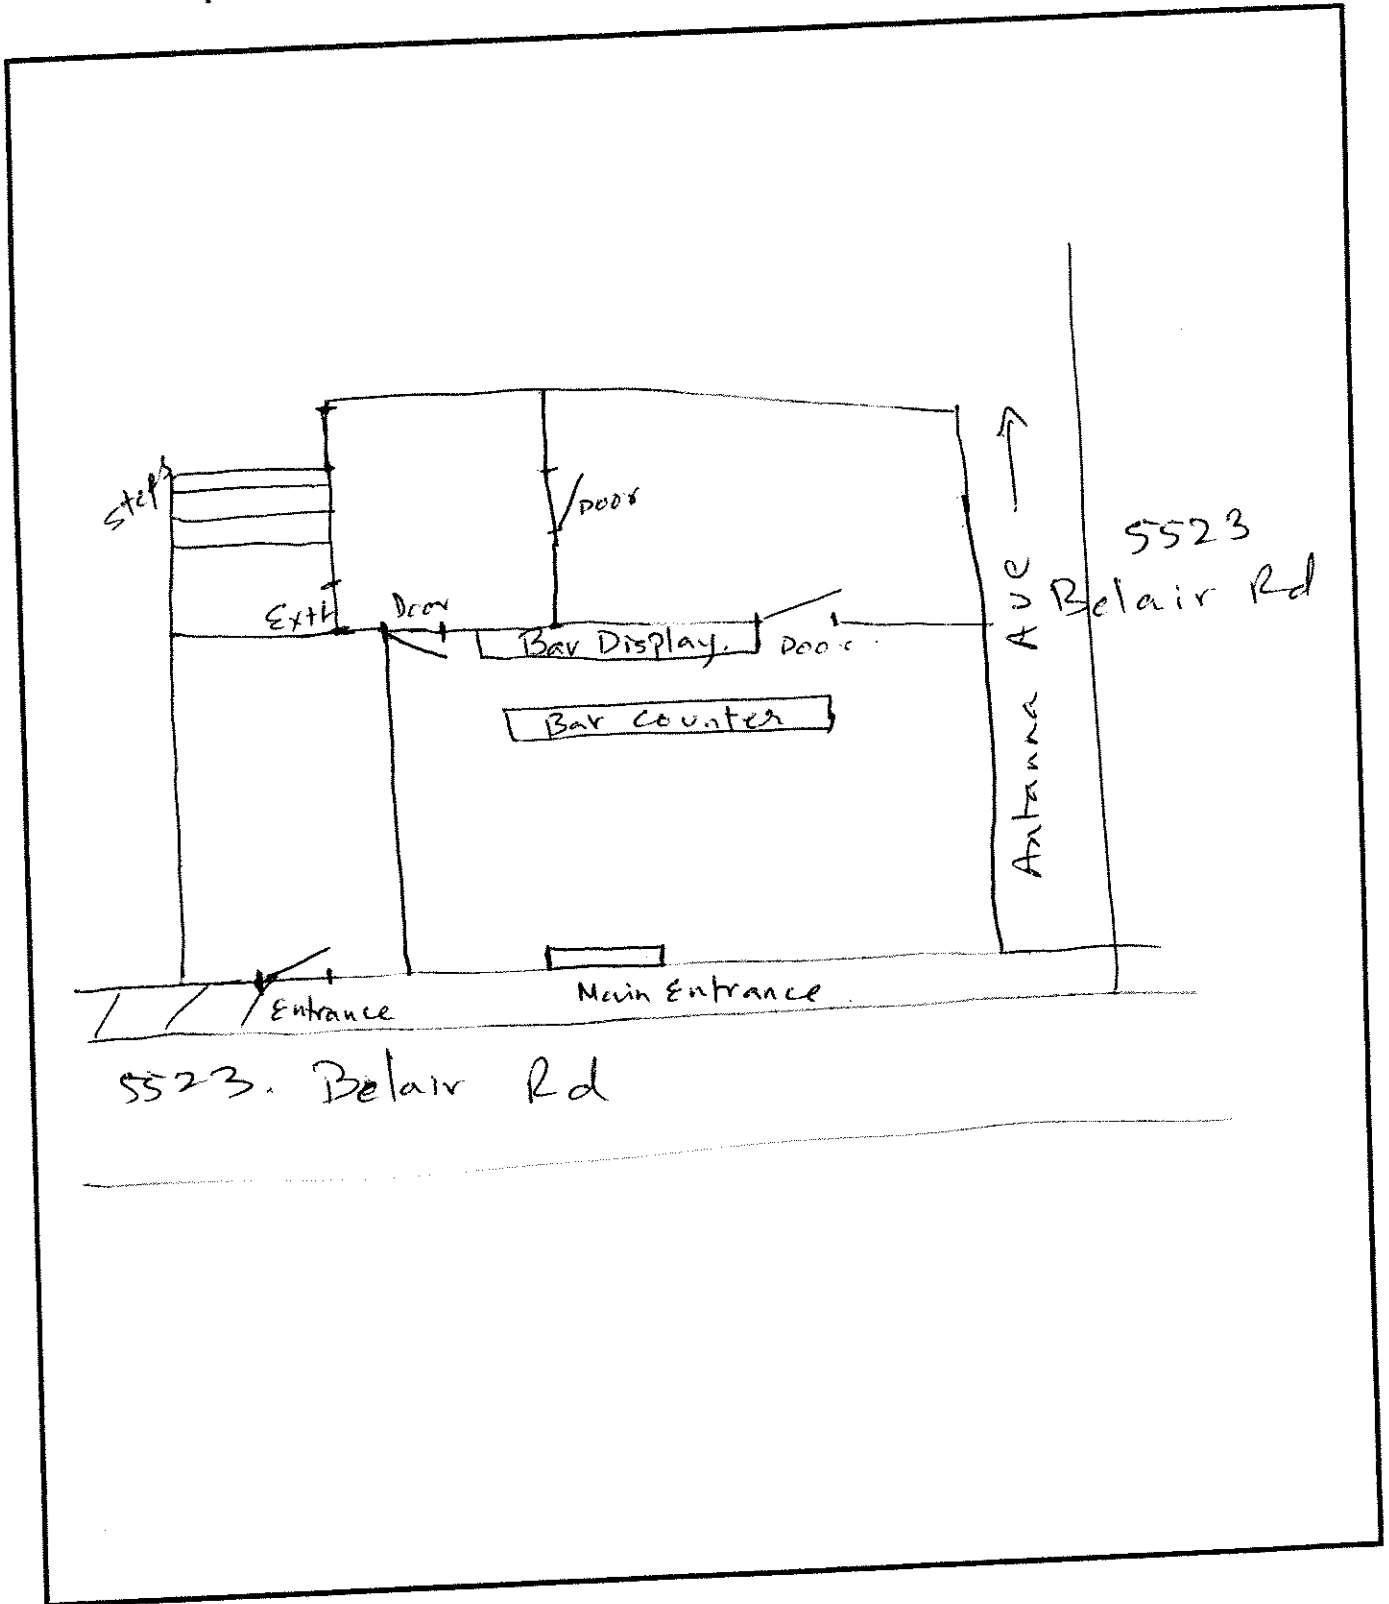 Steps
Door
Exti
Door
Bar Display.
Door
Bar Counter
Antanna Ave
5523
Belair Rd
Entrance
Main Entrance
5523. Belair Rd